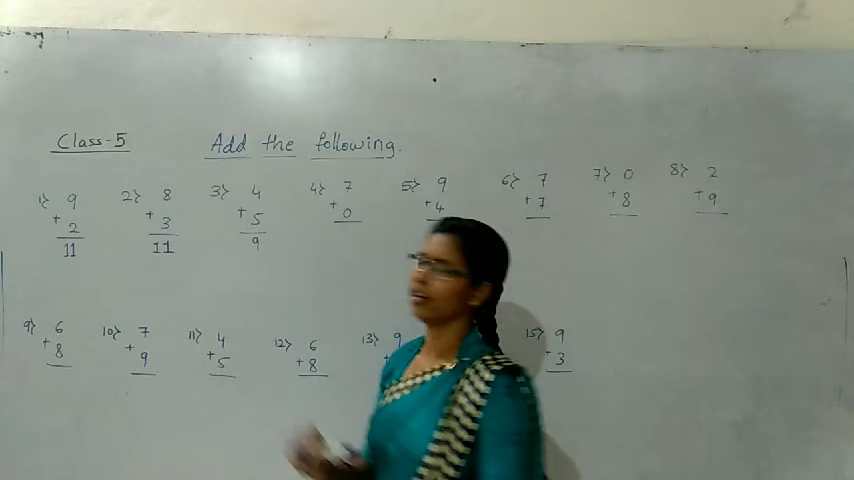 Class-5 Add the following.
1> 9 2> 8 3> 4 4> 7 5> 9 6> 7 7> 0 8> 2
+2 +3 +5 +0 +4 +7 +8 +9
11 11 9
9> 6 10> 7 11> 4 12> 6 13> 9 15> 9
+8 +9 +5 +8 + +3